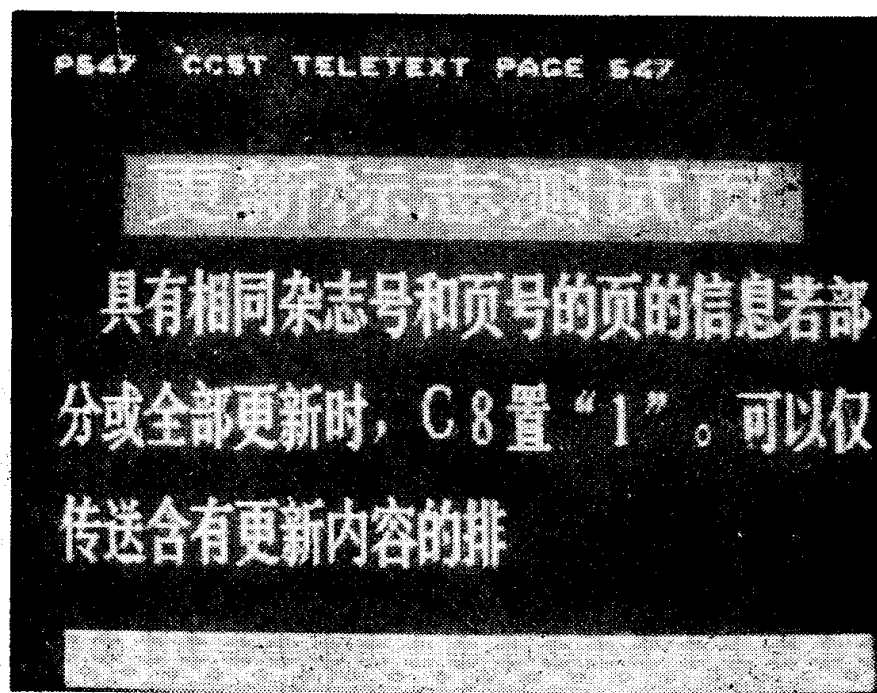 P547 CCST TELETEXT PAGE 547
更新标志测试页
具有相同杂志号和页号的页的信息若部
分或全部更新时，C8置“1”。可以仅
传送含有更新内容的排